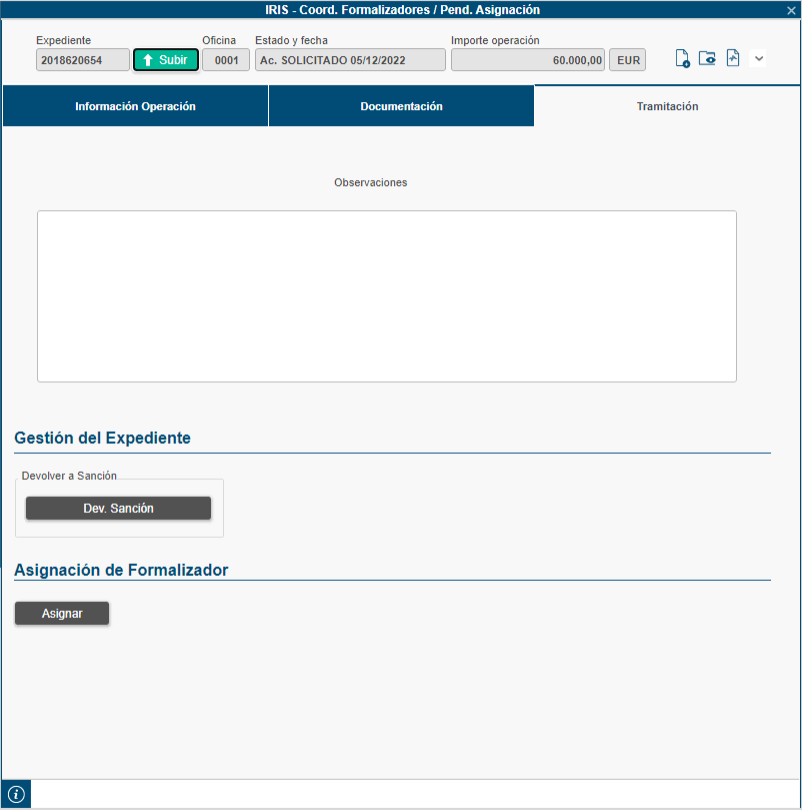 IRIS - Coord. Formalizadores / Pend. Asignación
Expediente Oficina Estado y fecha Importe operación
2018620654 Subir 0001 Ac. SOLICITADO 05/12/2022 60.000,00 EUR
Información Operación Documentación Tramitación
Observaciones
Gestión del Expediente
Devolver a Sanción
Dev. Sanción
Asignación de Formalizador
Asignar